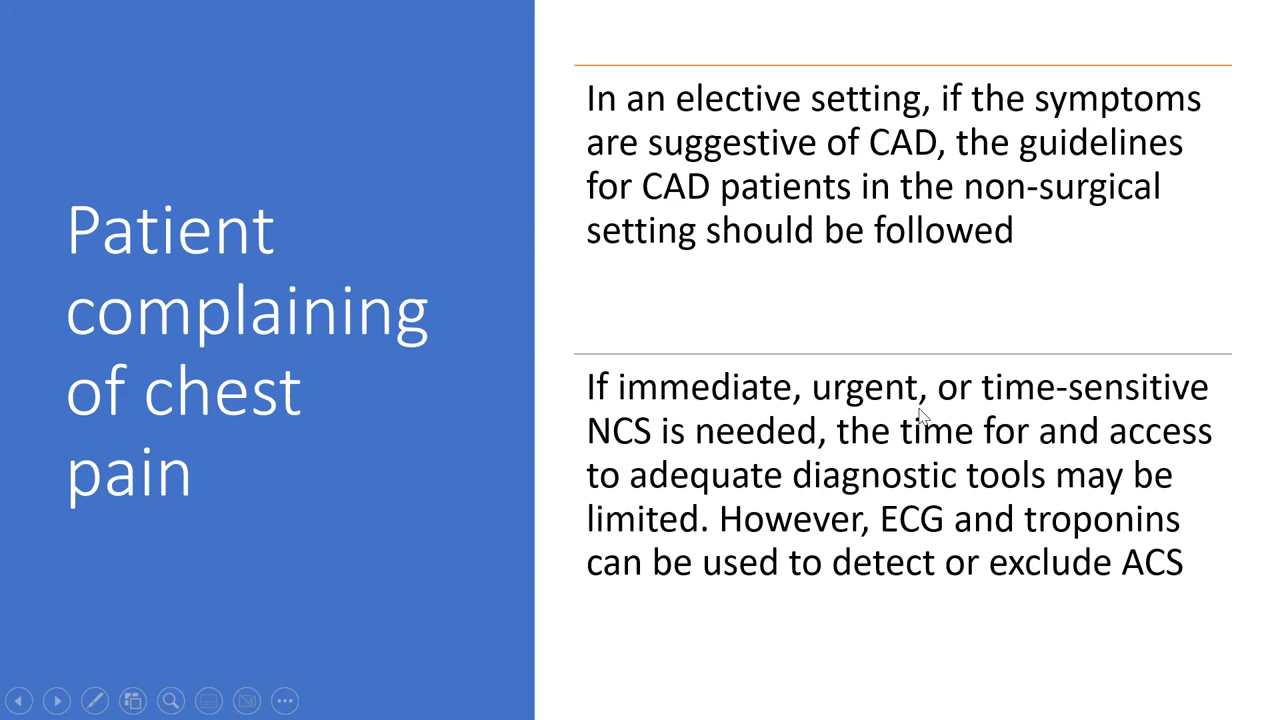 Patient
complaining
of chest
pain
In an elective setting, if the symptoms
are suggestive of CAD, the guidelines
for CAD patients in the non-surgical
setting should be followed
If immediate, urgent, or time-sensitive
NCS is needed, the time for and access
to adequate diagnostic tools may be
limited. However, ECG and troponins
can be used to detect or exclude ACS